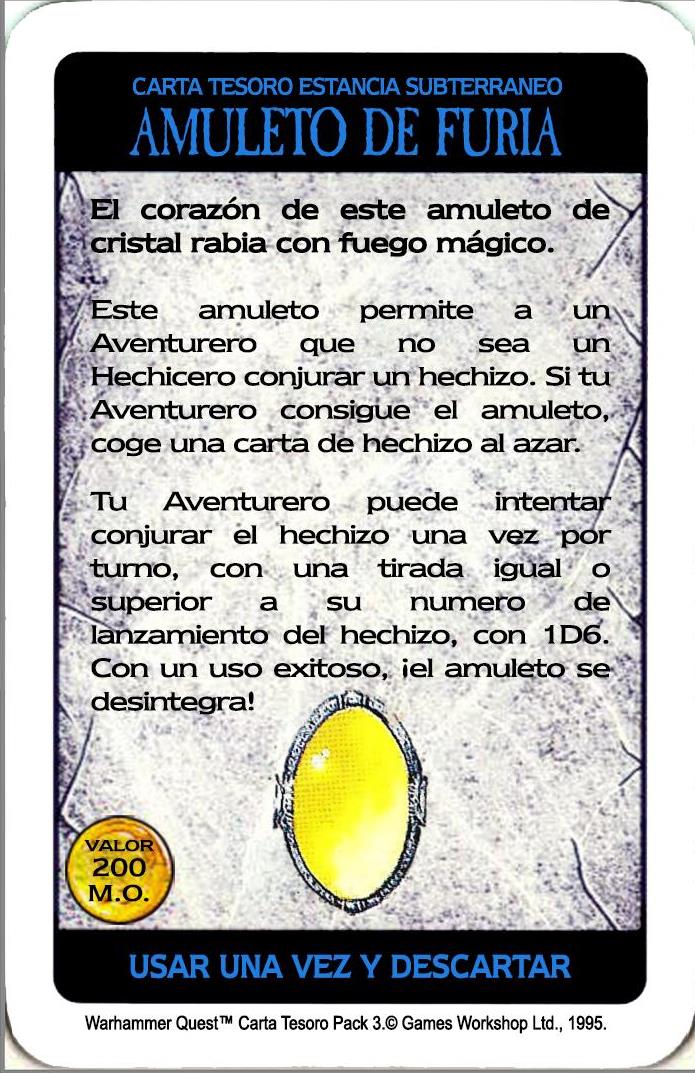 CARTA TESORO ESTANCIA SUBTERRANEO
AMULETO DE FURIA
El corazón de este amuleto de
cristal rabia con fuego mágico.
Este amuleto permite a un
Aventurero que no sea un
Hechicero conjurar un hechizo. Si tu
Aventurero consigue el amuleto,
coge una carta de hechizo al azar.
Tu Aventurero puede intentar
conjurar el hechizo una vez por
turno, con una tirada igual o
superior a su numero de
lanzamiento del hechizo, con 1D6.
Con un uso exitoso, ¡el amuleto se
desintegra!
VALOR
200
M.O.
USAR UNA VEZ Y DESCARTAR
Warhammer Quest™ Carta Tesoro Pack 3.© Games Workshop Ltd., 1995.